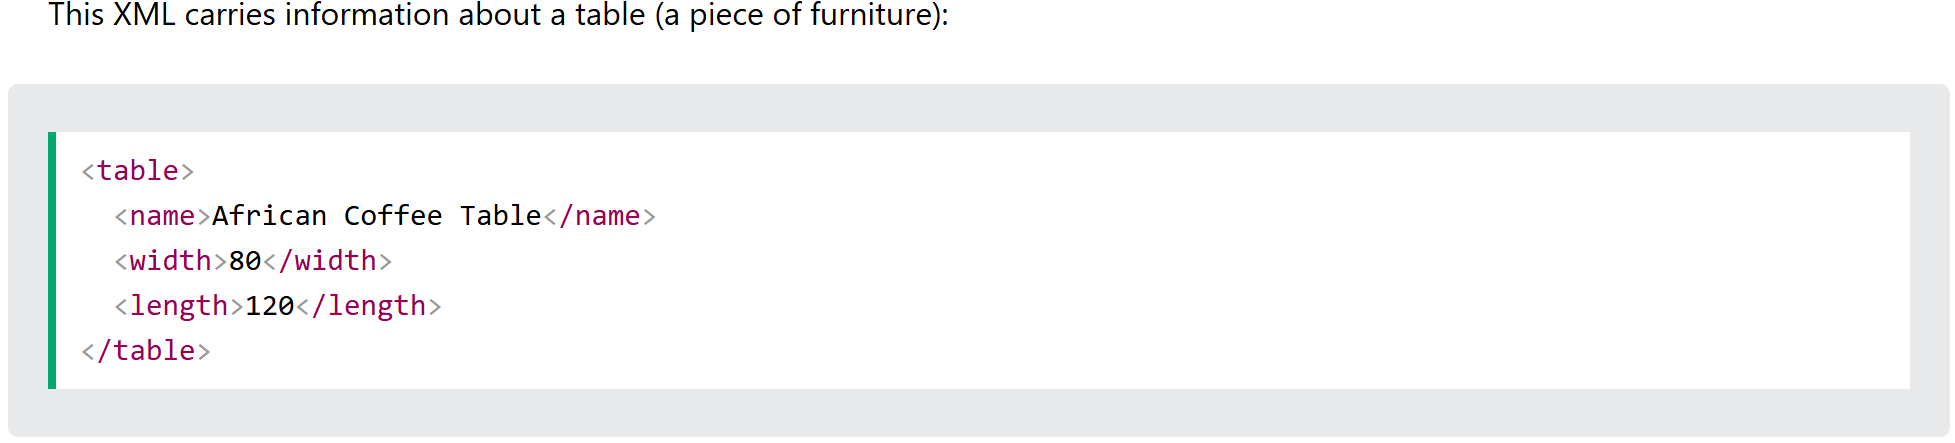 This XML carries information about a table (a piece of furniture):
<table>
  <name>African Coffee Table</name>
  <width>80</width>
  <length>120</length>
</table>